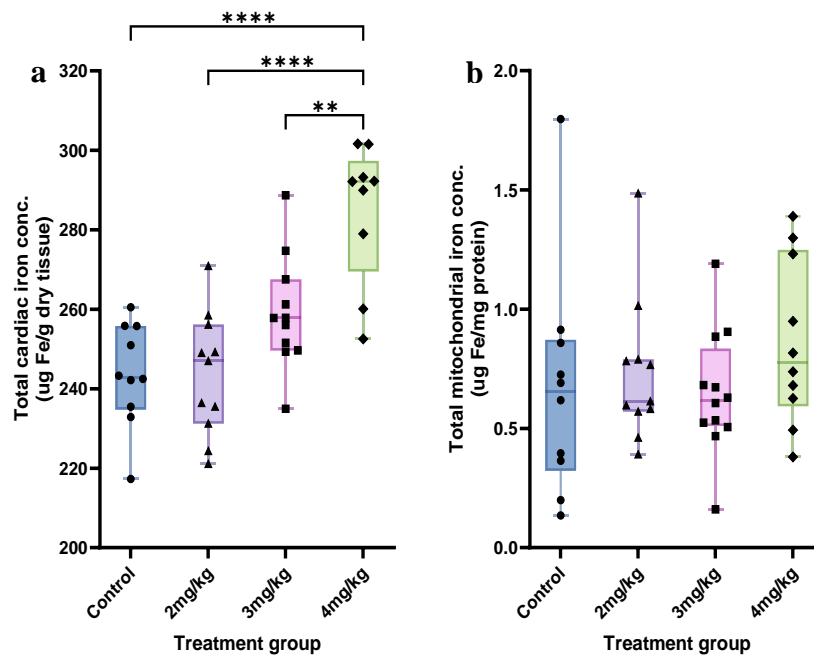 ****
****
**
a
320
300
280
260
240
220
200
Total cardiac iron conc.
(ug Fe/g dry tissue)
Control
2mg/kg
3mg/kg
4mg/kg
Treatment group
b
2.0
1.5
1.0
0.5
0.0
Total mitochondrial iron conc.
(ug Fe/mg protein)
Control
2mg/kg
3mg/kg
4mg/kg
Treatment group